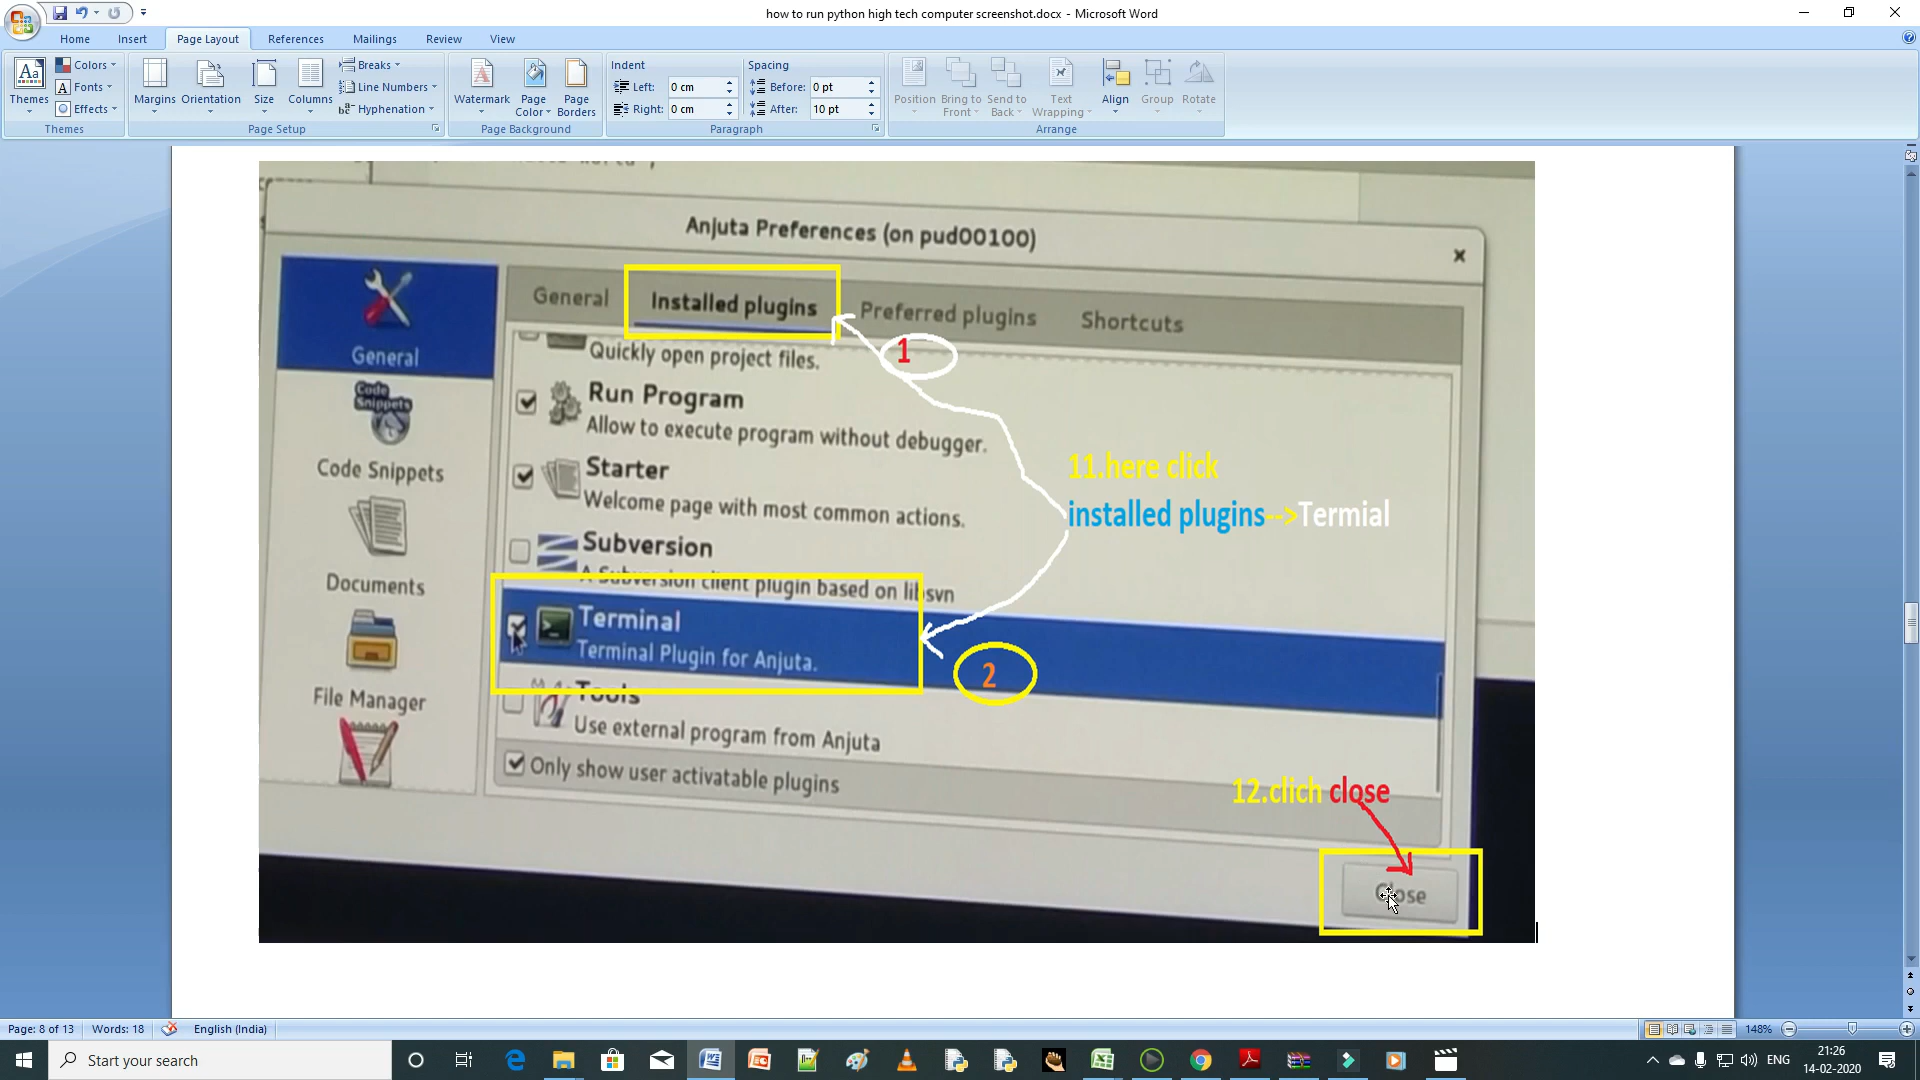 how to run python high tech computer screenshot.docx - Microsoft Word
Home Insert Page Layout References Mailings Review View
Themes
Colors
Fonts
Effects
Themes
Margins Orientation Size Columns
Breaks
Line Numbers
Hyphenation
Page Setup
Watermark Page Color Page Borders
Page Background
Indent
Left: 0 cm
Right: 0 cm
Spacing
Before: 0 pt
After: 10 pt
Paragraph
Position Bring to Front Send to Back Text Wrapping Align Group Rotate
Arrange
Anjuta Preferences (on pud00100)
General
Code Snippets
Code Snippets
Documents
File Manager
General Installed plugins Preferred plugins Shortcuts
Quickly open project files.
Run Program
Allow to execute program without debugger.
Starter
Welcome page with most common actions.
Subversion
A Subversion client plugin based on libsvn
Terminal
Terminal Plugin for Anjuta.
Tools
Use external program from Anjuta
Only show user activatable plugins
1
11.here click
installed plugins-->Termial
2
12.clich close
Close
Page: 8 of 13 Words: 18 English (India) 148%
Start your search
ENG
21:26
14-02-2020